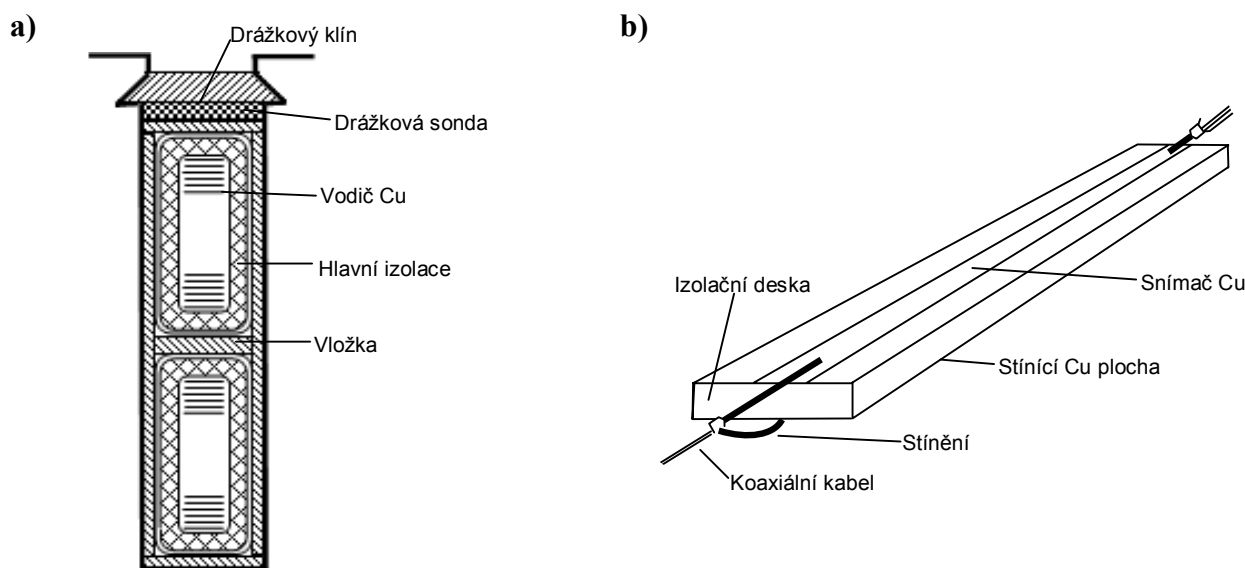 a)
Drážkový klín
Drážková sonda
Vodič Cu
Hlavní izolace
Vložka
b)
Izolační deska
Snímač Cu
Stínící Cu plocha
Stínění
Koaxiální kabel